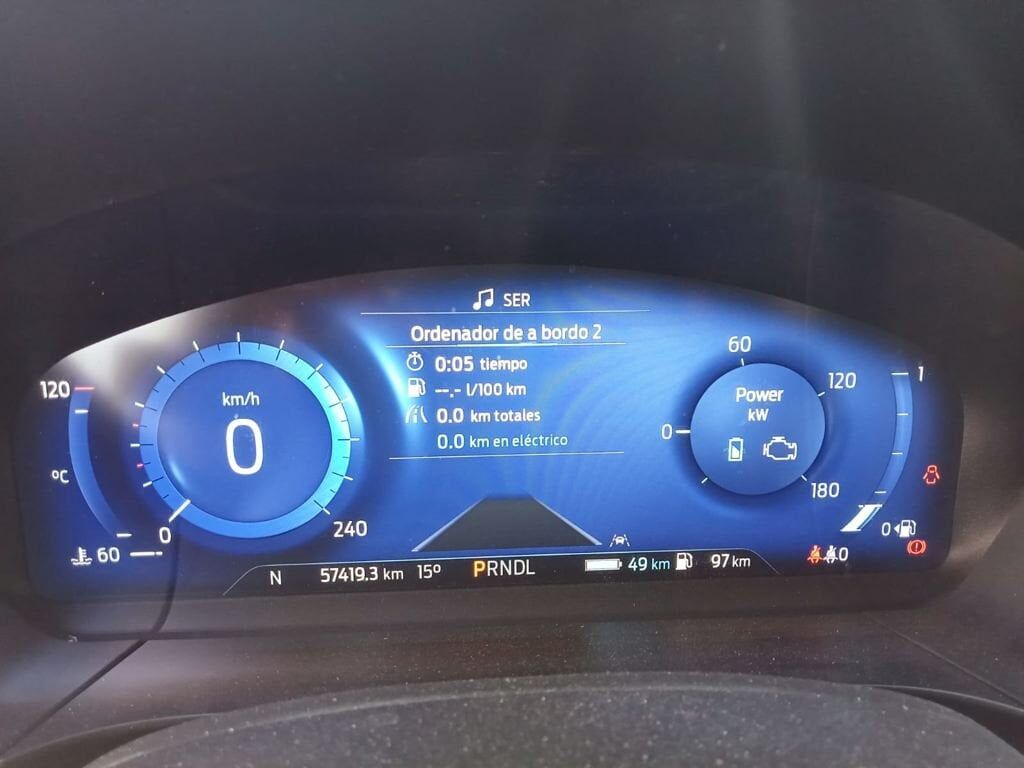 SER
Ordenador de a bordo 2
0:05 tiempo
--.- l/100 km
0.0 km totales
0.0 km en eléctrico
120
ºC
60
km/h
0
0
240
60
120
0
180
Power
kW
1
0
0
N 57419.3 km 15º PRNDL 49 km 97 km